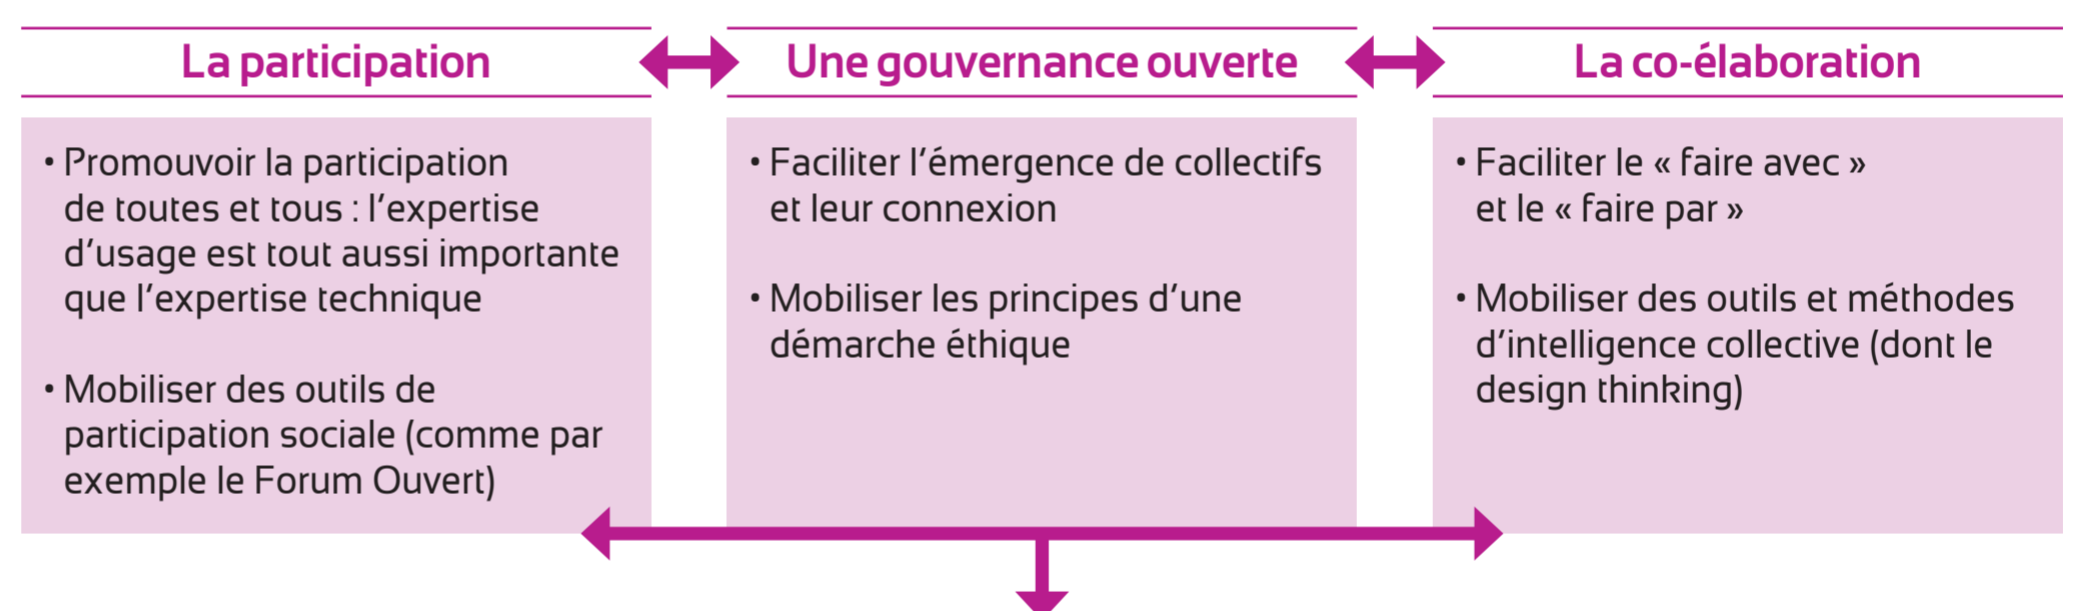 La participation
Une gouvernance ouverte
La co-élaboration
• Promouvoir la participation
de toutes et tous : l’expertise
d’usage est tout aussi importante
que l’expertise technique
• Mobiliser des outils de
participation sociale (comme par
exemple le Forum Ouvert)
• Faciliter l’émergence de collectifs
et leur connexion
• Mobiliser les principes d’une
démarche éthique
• Faciliter le « faire avec »
et le « faire par »
• Mobiliser des outils et méthodes
d’intelligence collective (dont le
design thinking)